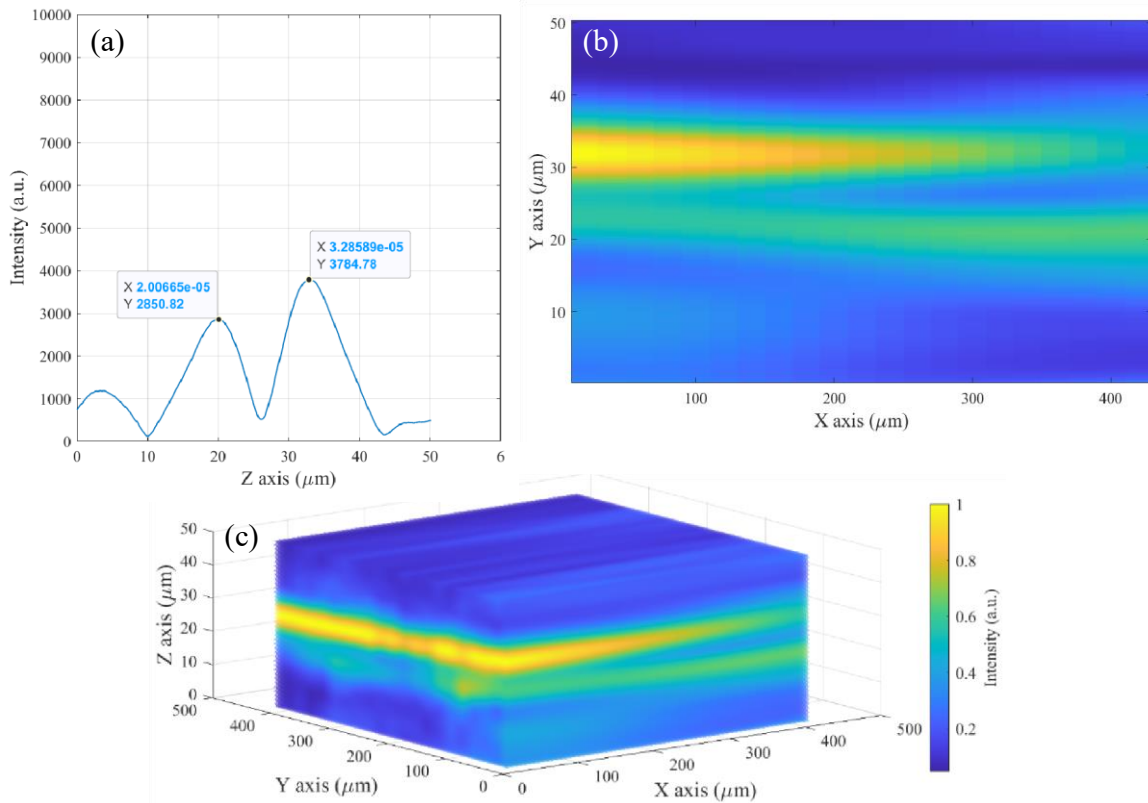 (a)
10000
9000
8000
7000
6000
5000
4000
3000
2000
1000
0
Intensity (a.u.)
X 2.00665e-05
Y 2850.82
X 3.28589e-05
Y 3784.78
0 10 20 30 40 50 6
Z axis (μm)
(b)
50
40
30
20
10
Y axis (μm)
100 200 300 400
X axis (μm)
(c)
50
40
30
20
10
0
Z axis (μm)
500
400
300
200
100
0
Y axis (μm)
0
100
200
300
400
500
X axis (μm)
1
0.8
0.6
0.4
0.2
Intensity (a.u.)